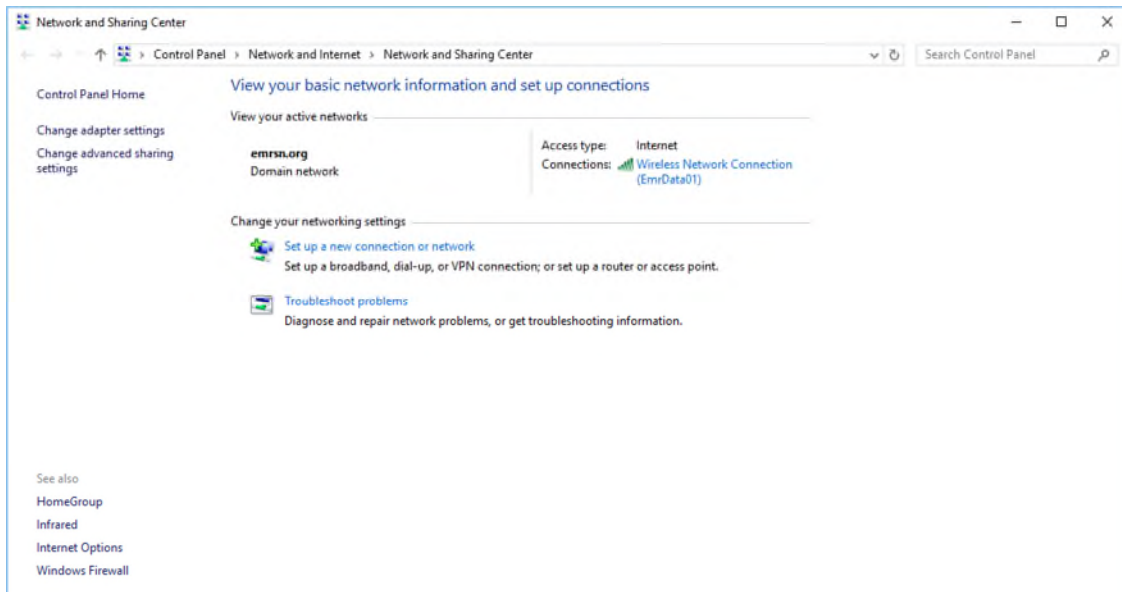 Network and Sharing Center
Control Panel › Network and Internet › Network and Sharing Center
Search Control Panel
Control Panel Home
Change adapter settings
Change advanced sharing
settings
View your basic network information and set up connections
View your active networks
emrsn.org
Domain network
Access type: Internet
Connections: Wireless Network Connection
(EmrData01)
Change your networking settings
Set up a new connection or network
Set up a broadband, dial-up, or VPN connection; or set up a router or access point.
Troubleshoot problems
Diagnose and repair network problems, or get troubleshooting information.
See also
HomeGroup
Infrared
Internet Options
Windows Firewall